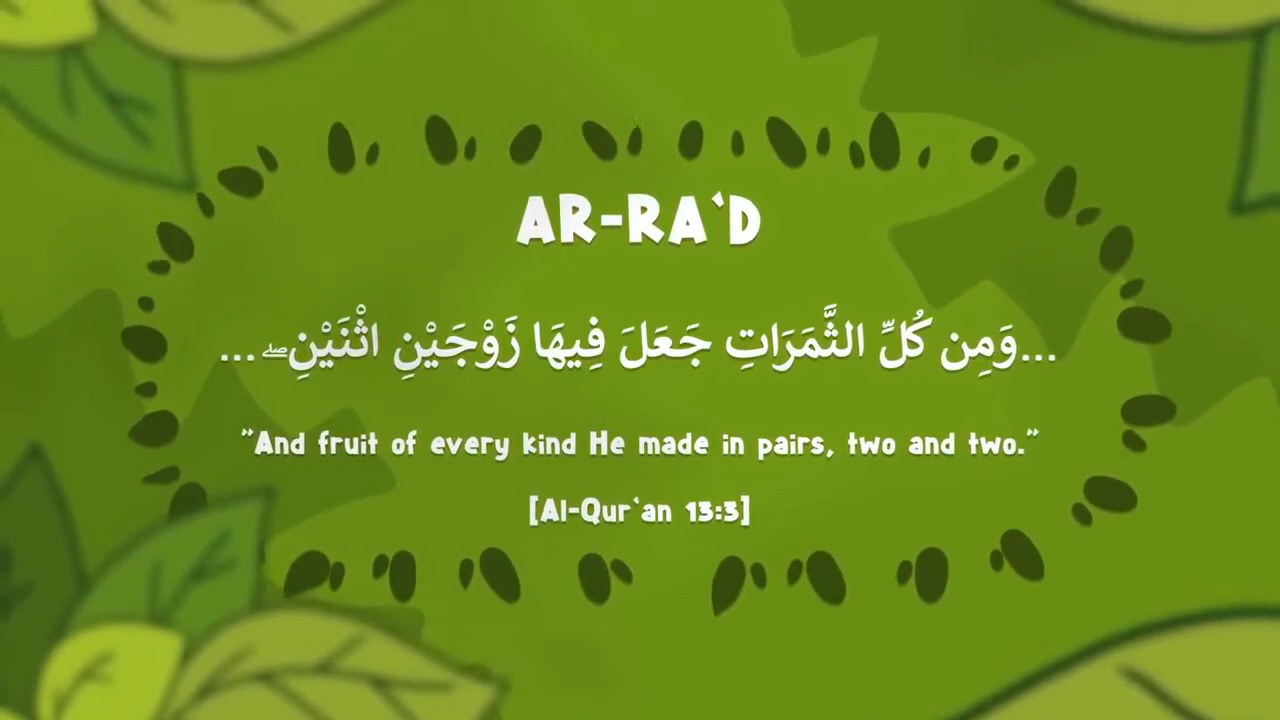 AR-RA`D
...وَمِن كُلِّ الثَّمَرَاتِ جَعَلَ فِيهَا زَوْجَيْنِ اثْنَيْنِ ۖ...
"And fruit of every kind He made in pairs, two and two."
[Al-Qur`an 13:3]